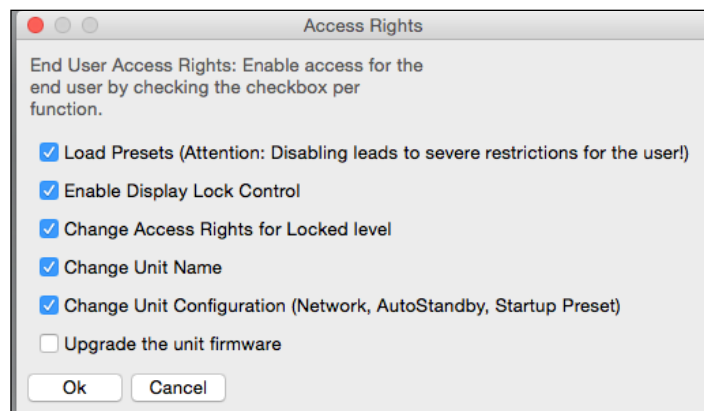 Access Rights
End User Access Rights: Enable access for the
end user by checking the checkbox per
function.
Load Presets (Attention: Disabling leads to severe restrictions for the user!)
Enable Display Lock Control
Change Access Rights for Locked level
Change Unit Name
Change Unit Configuration (Network, AutoStandby, Startup Preset)
Upgrade the unit firmware
Ok Cancel